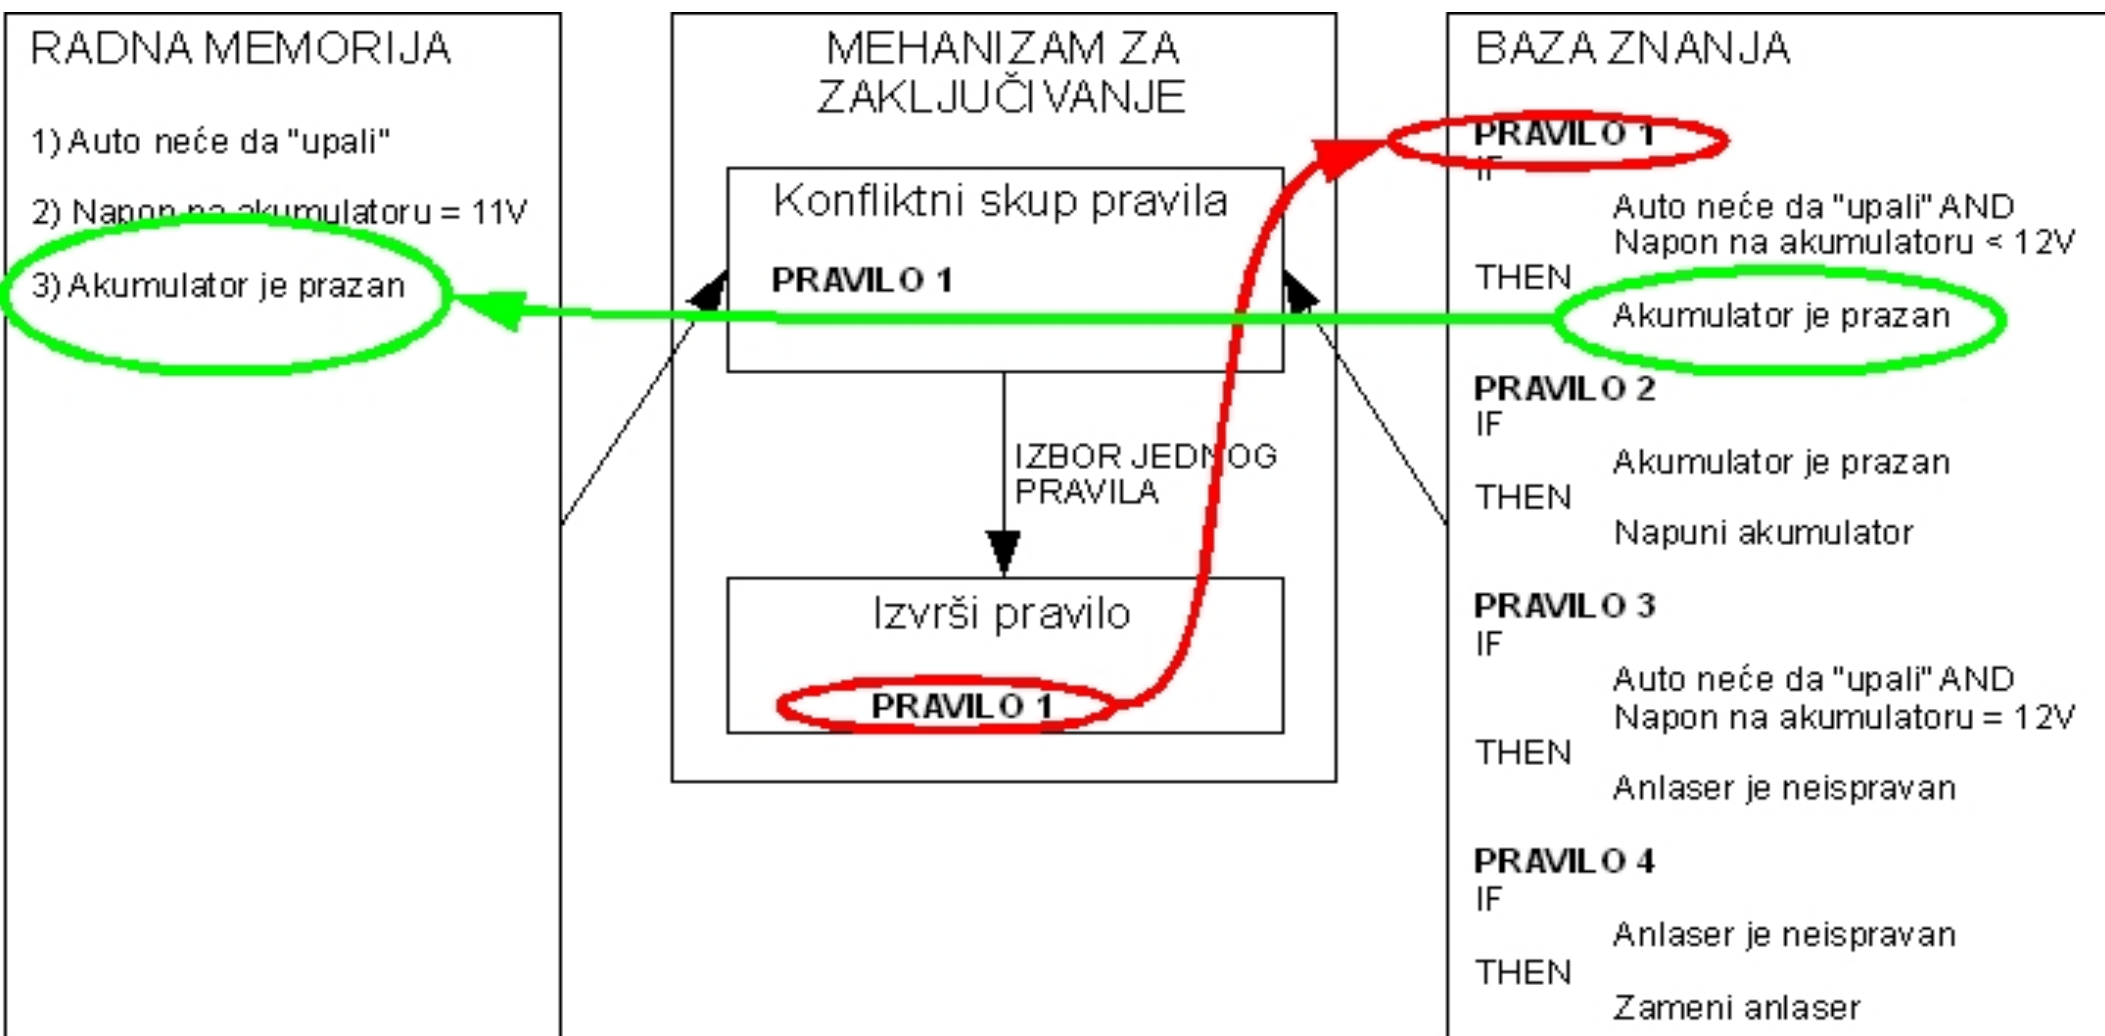 RADNA MEMORIJA
1) Auto neće da "upali"
2) Napon na akumulatoru = 11V
3) Akumulator je prazan
MEHANIZAM ZA
ZAKLJUČIVANJE
Konfliktni skup pravila
PRAVILO 1
IZBOR JEDNOG
PRAVILA
Izvrši pravilo
PRAVILO 1
BAZA ZNANJA
PRAVILO 1
IF
Auto neće da "upali" AND
Napon na akumulatoru < 12V
THEN
Akumulator je prazan
PRAVILO 2
IF
Akumulator je prazan
THEN
Napuni akumulator
PRAVILO 3
IF
Auto neće da "upali" AND
Napon na akumulatoru = 12V
THEN
Anlaser je neispravan
PRAVILO 4
IF
Anlaser je neispravan
THEN
Zameni anlaser